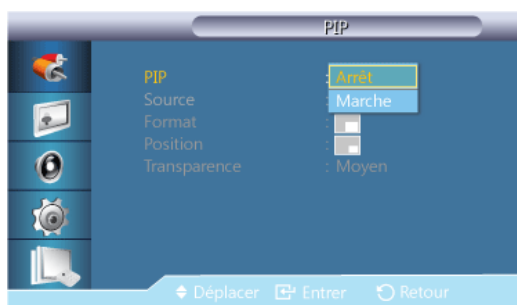 PIP
PIP : Arrêt
Source : Marche
Format :
Position :
Transparence : Moyen
Déplacer Entrer Retour